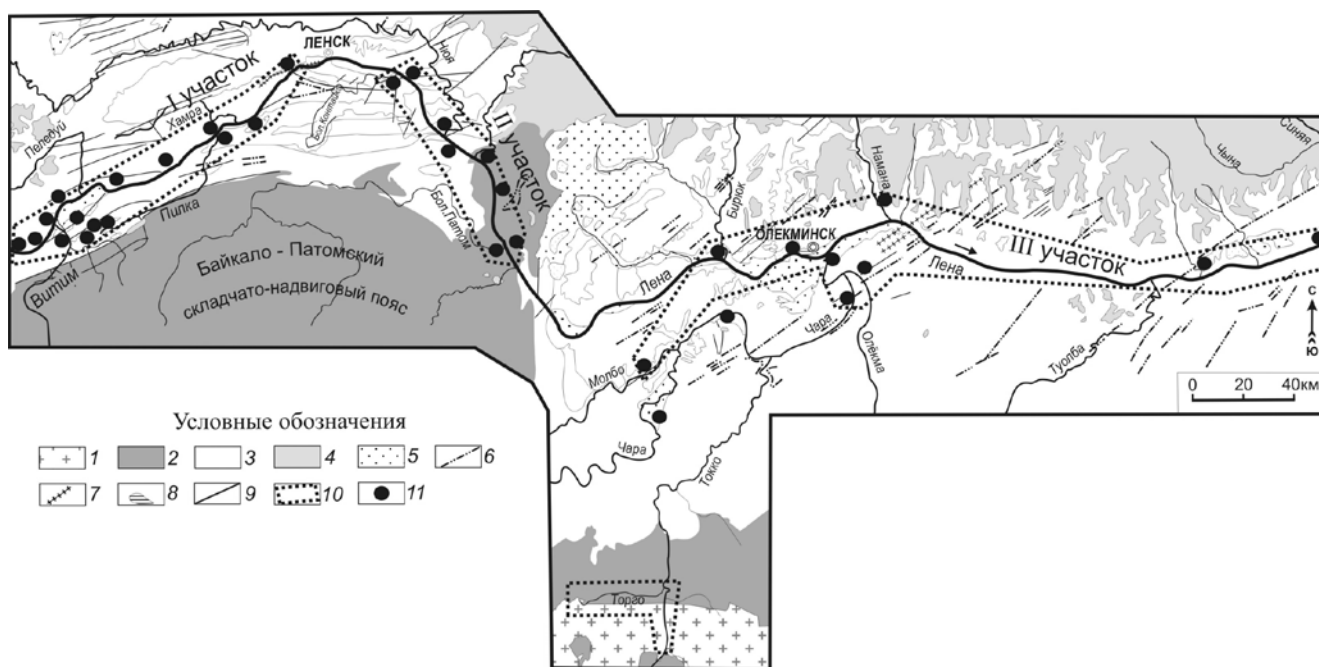 ЛЕНСК
Нюя
I участок
Хамра
Пеледуй
Бол.Контайка
II участок
Пилка
Бол.Патом
Витим
Байкало - Патомский
складчато-надвиговый пояс
Синяя
Чына
Намана
Бирюк
ОЛЕКМИНСК
III участок
Лена
Лена
Чара
Олёкма
Туолба
Молбо
Чара
Токко
Торго
С
Ю
0 20 40км
Условные обозначения
1 2 3 4 5 6
7 8 9 10 11